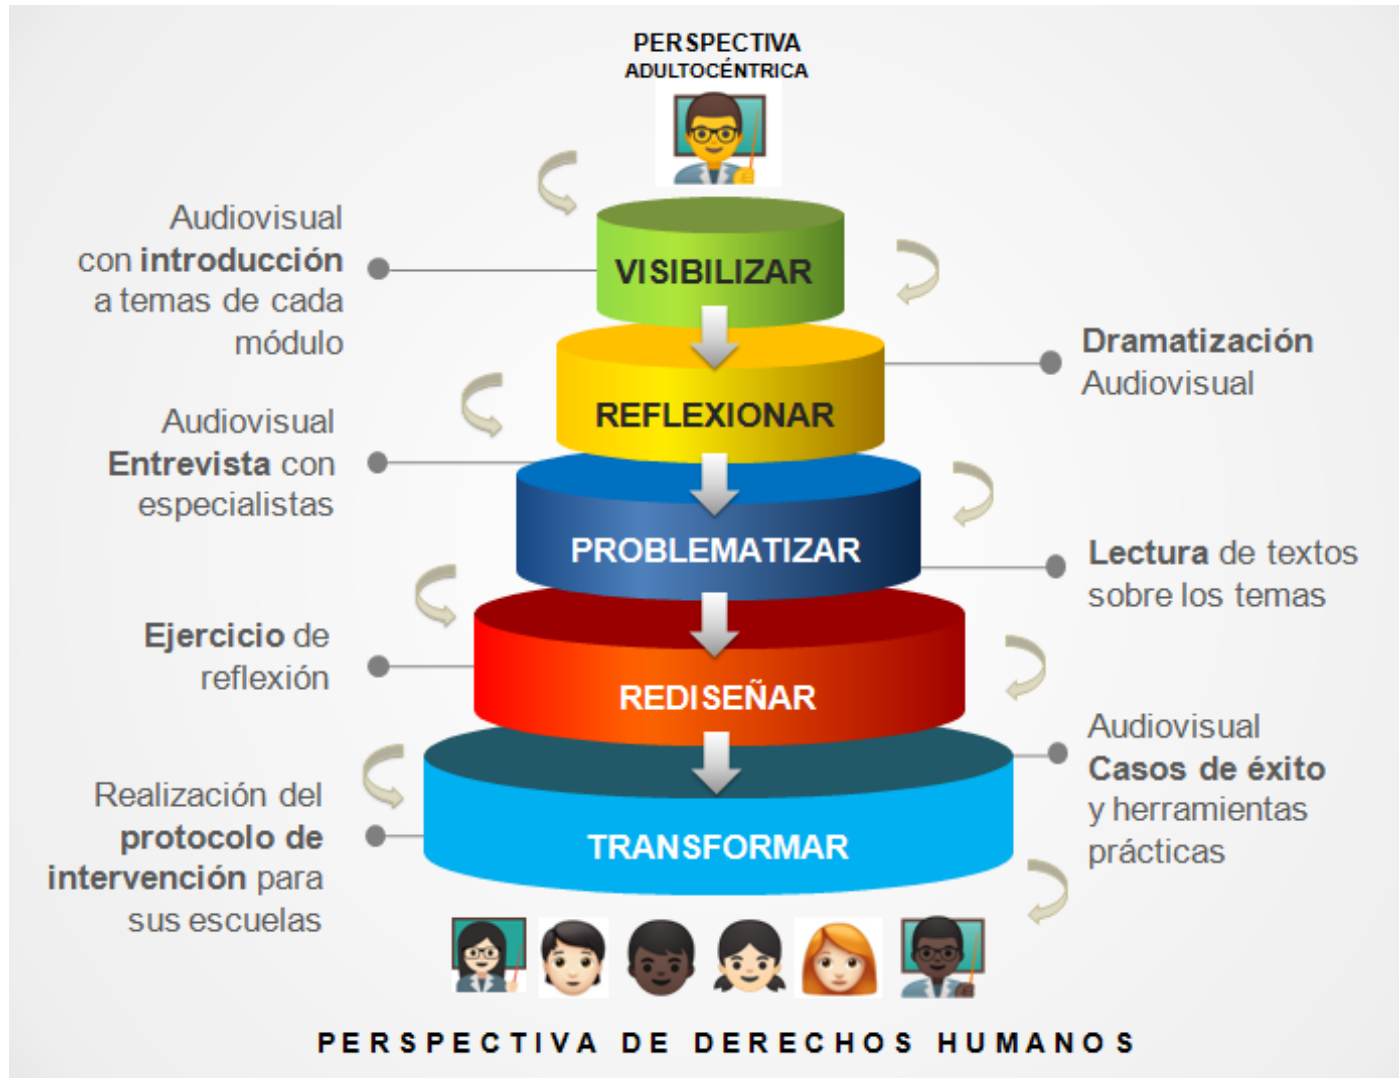 PERSPECTIVA
ADULTOCÉNTRICA
VISIBILIZAR
Audiovisual
con introducción
a temas de cada
módulo
Dramatización
Audiovisual
REFLEXIONAR
Audiovisual
Entrevista con
especialistas
PROBLEMATIZAR
Lectura de textos
sobre los temas
Ejercicio de
reflexión
REDISEÑAR
Audiovisual
Casos de éxito
y herramientas
prácticas
Realización del
protocolo de
intervención para
sus escuelas
TRANSFORMAR
PERSPECTIVA DE DERECHOS HUMANOS